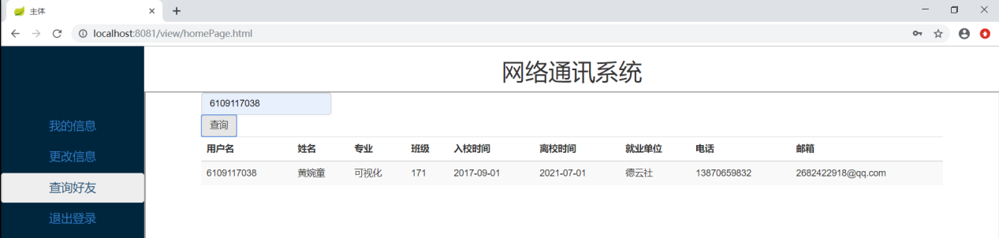 主体
localhost:8081/view/homePage.html
网络通讯系统
我的信息
更改信息
查询好友
退出登录
6109117038
查询
用户名 姓名 专业 班级 入校时间 离校时间 就业单位 电话 邮箱
6109117038 黄婉童 可视化 171 2017-09-01 2021-07-01 德云社 13870659832 2682422918@qq.com